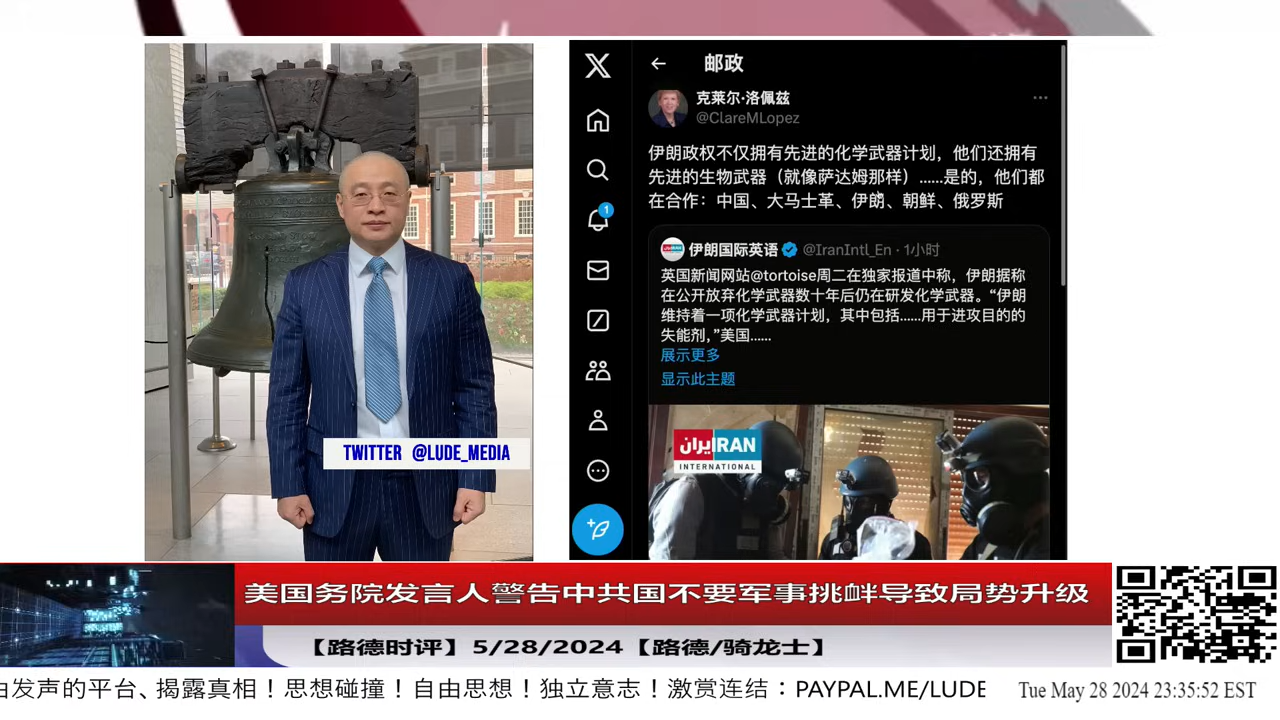 TWITTER @LUDE_MEDIA
邮政
克莱尔·洛佩兹
@ClareMLopez
伊朗政权不仅拥有先进的化学武器计划，他们还拥有
先进的生物武器（就像萨达姆那样）......是的，他们都
在合作：中国、大马士革、伊朗、朝鲜、俄罗斯
1
伊朗国际英语 @IranIntl_En · 1小时
英国新闻网站@tortoise周二在独家报道中称，伊朗据称
在公开放弃化学武器数十年后仍在研发化学武器。“伊朗
维持着一项化学武器计划，其中包括......用于进攻目的的
失能剂，”美国......
展示更多
显示此主题
ایران IRAN
INTERNATIONAL
美国务院发言人警告中共国不要军事挑衅导致局势升级
【路德时评】5/28/2024【路德/骑龙士】
由发声的平台、揭露真相！思想碰撞！自由思想！独立意志！激赏连结：PAYPAL.ME/LUDE
Tue May 28 2024 23:35:52 EST